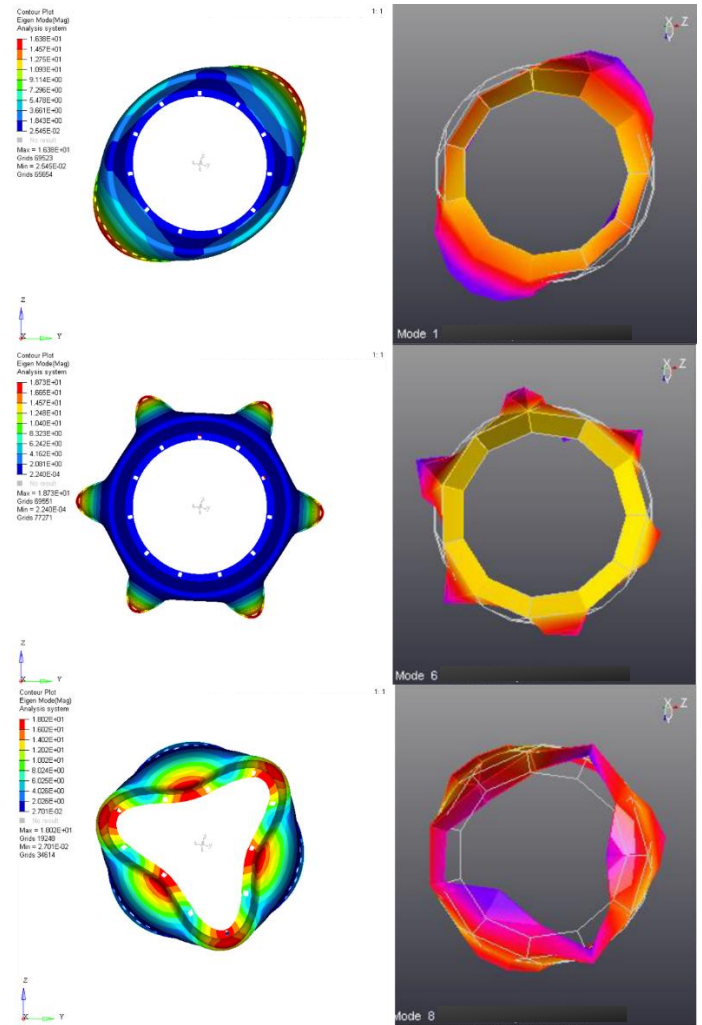 Contour Plot
Eigen Mode(Mag)
Analysis system
1:1
1.638E+01
1.457E+01
1.275E+01
1.093E+01
9.114E+00
7.296E+00
5.478E+00
3.661E+00
1.843E+00
2.545E-02
No result
Max = 1.638E+01
Grids 69523
Min = 2.545E-02
Grids 65854
Z
X
Y
X Z
Mode 1
Contour Plot
Eigen Mode(Mag)
Analysis system
1:1
1.873E+01
1.665E+01
1.457E+01
1.248E+01
1.040E+01
8.323E+00
6.242E+00
4.162E+00
2.081E+00
2.240E-04
No result
Max = 1.873E+01
Grids 69551
Min = 2.240E-04
Grids 77271
Z
X
Y
X Z
Mode 6
Contour Plot
Eigen Mode(Mag)
Analysis system
1:1
1.802E+01
1.602E+01
1.402E+01
1.202E+01
1.002E+01
8.024E+00
6.025E+00
4.026E+00
2.026E+00
2.701E-02
No result
Max = 1.802E+01
Grids 19248
Min = 2.701E-02
Grids 34614
Z
X
Y
X Z
Mode 8